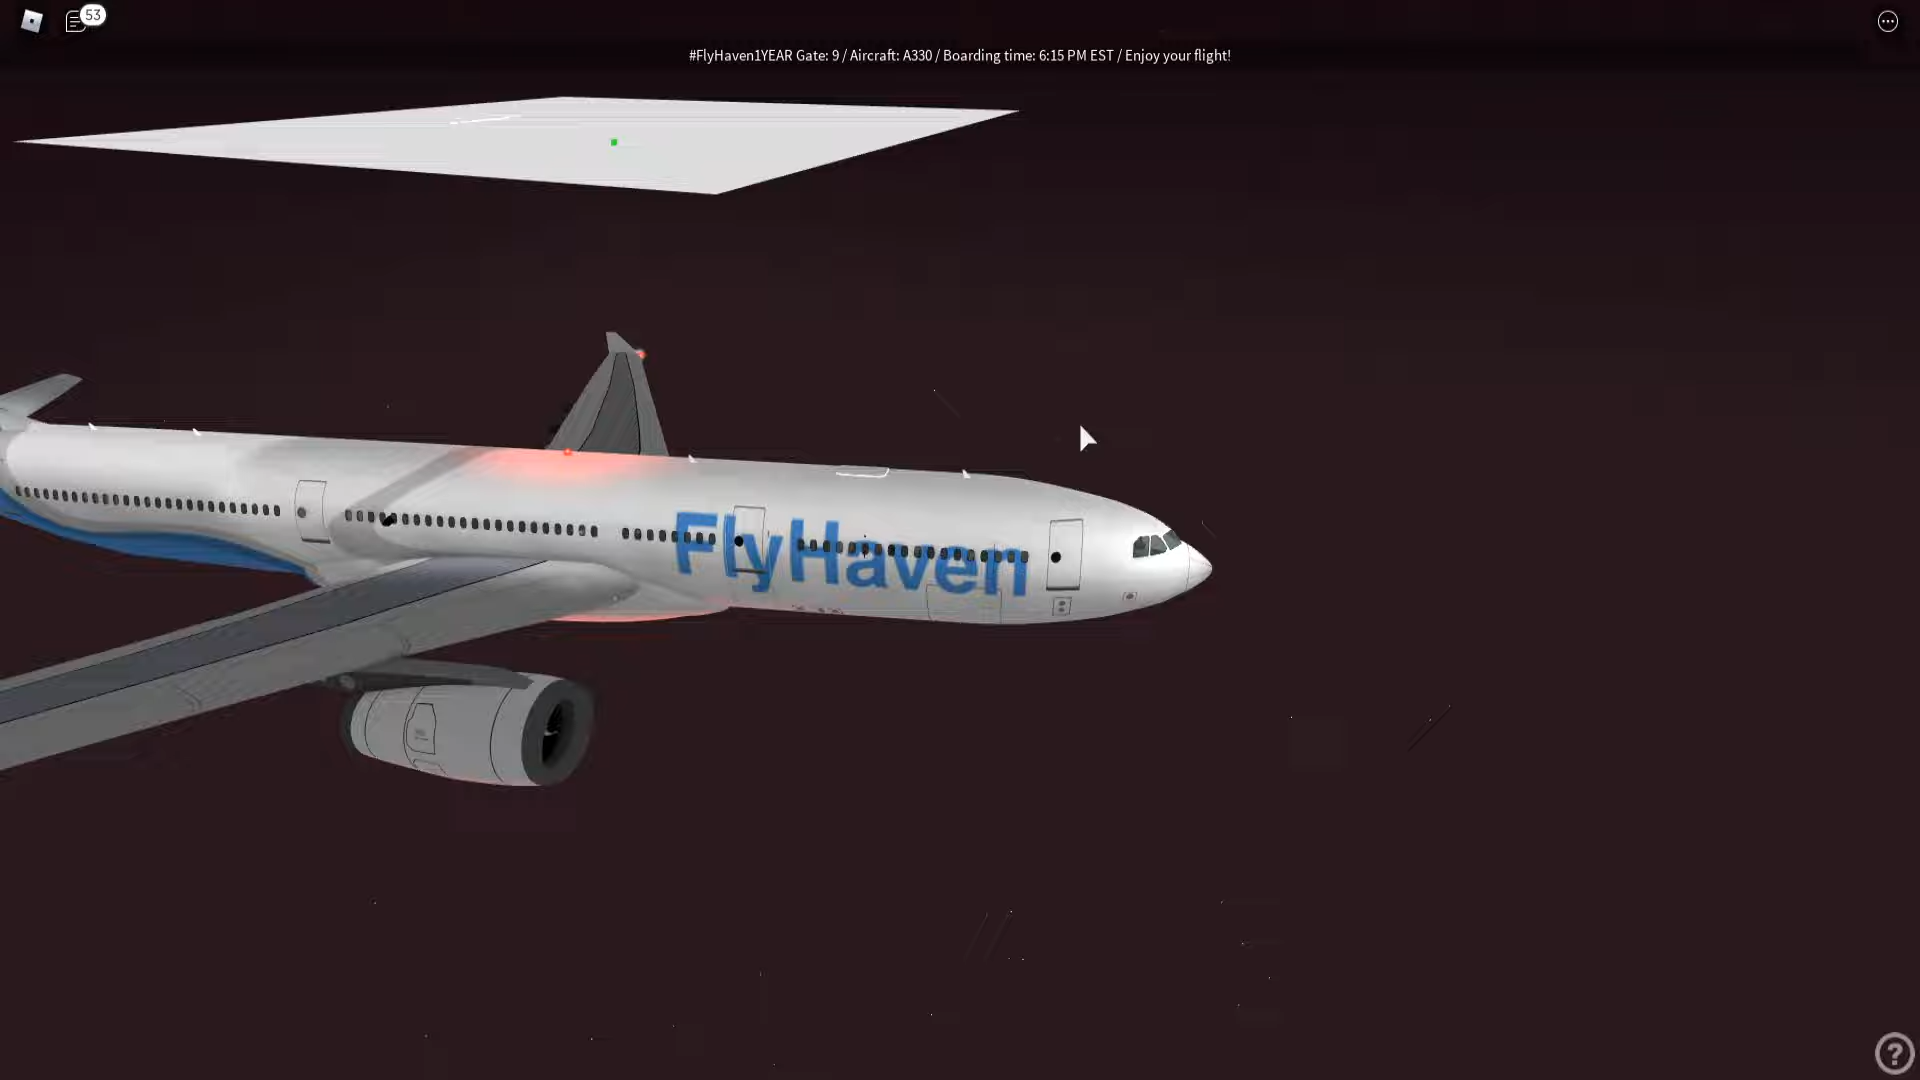 53
#FlyHaven1YEAR Gate: 9 / Aircraft: A330 / Boarding time: 6:15 PM EST / Enjoy your flight!
FlyHaven
?